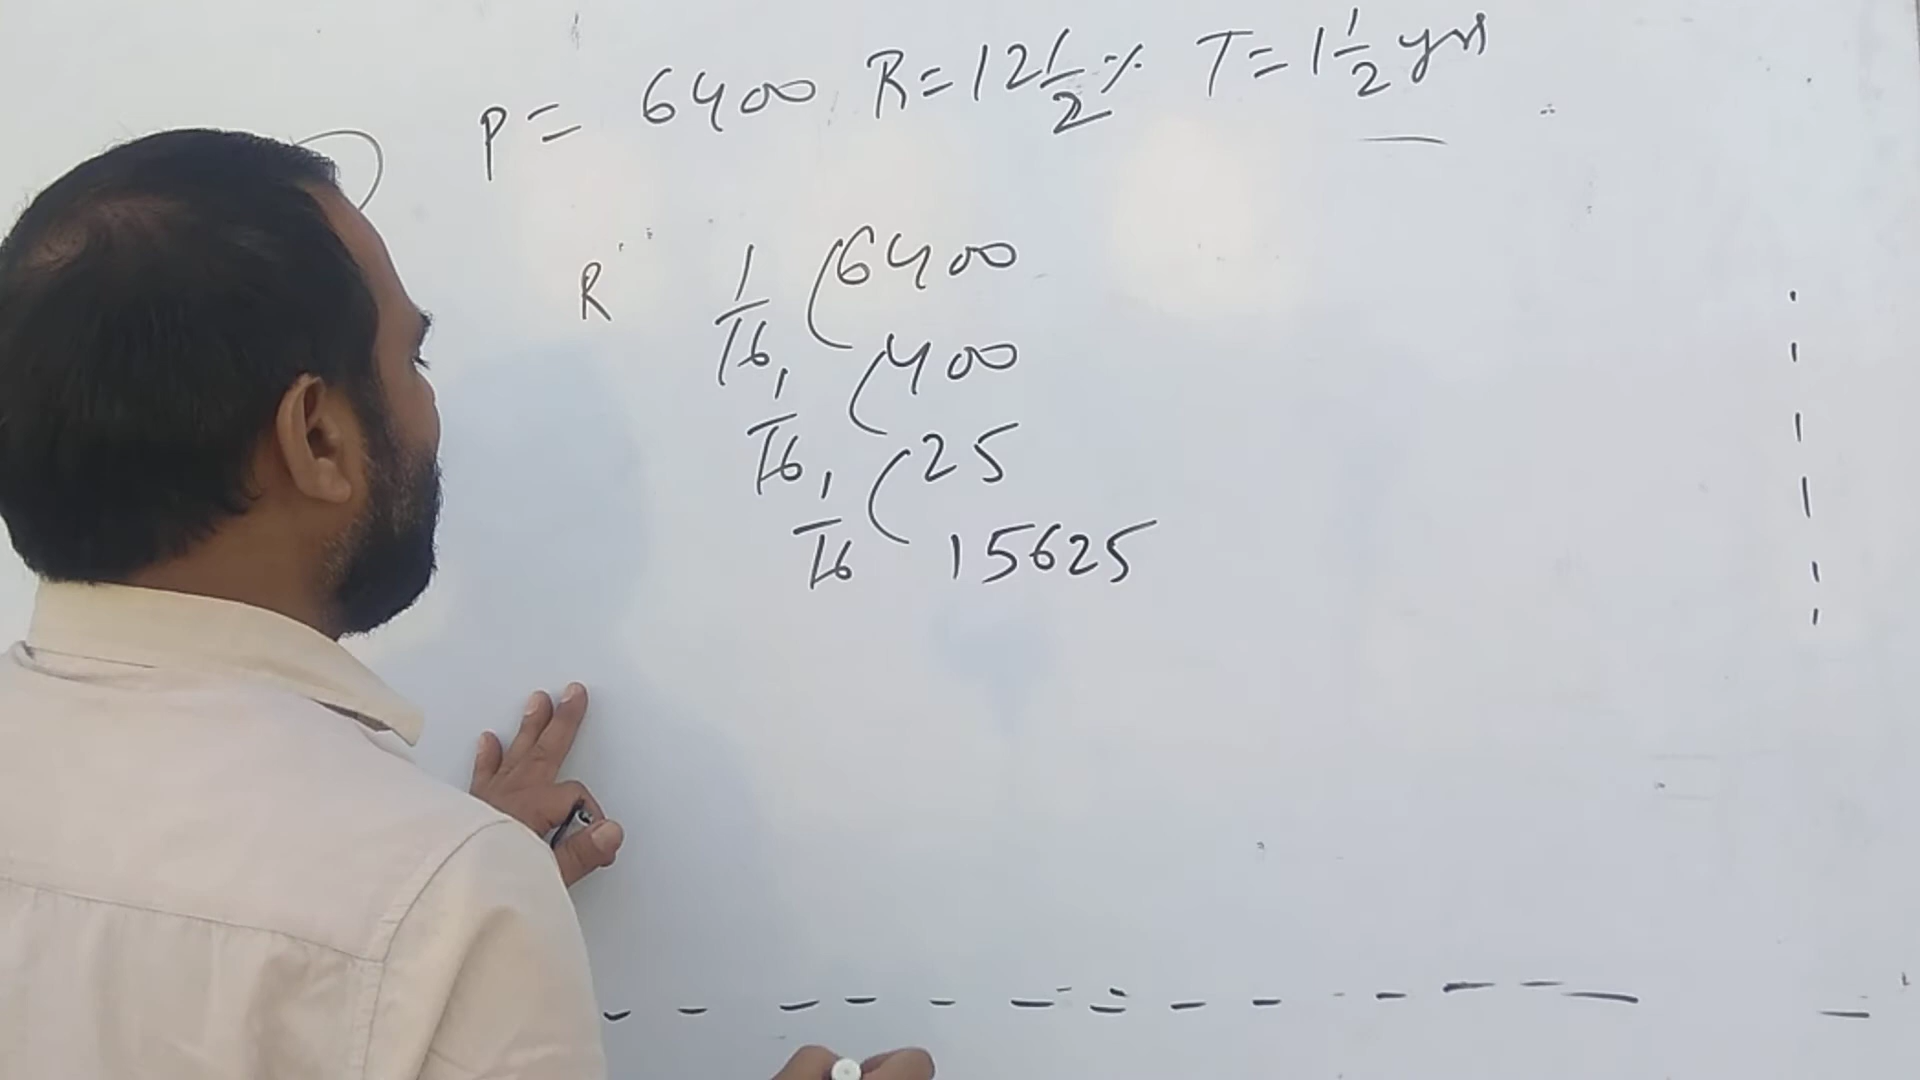 P = 6400 R = 12 1/2 % T = 1 1/2 yrs
R 1/16 6400
1/16 400
1/16 25
1/16 15625